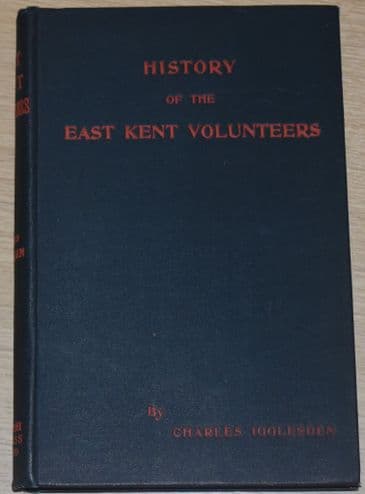 HISTORY
OF THE
EAST KENT VOLUNTEERS
By
CHARLES IGGLESDEN